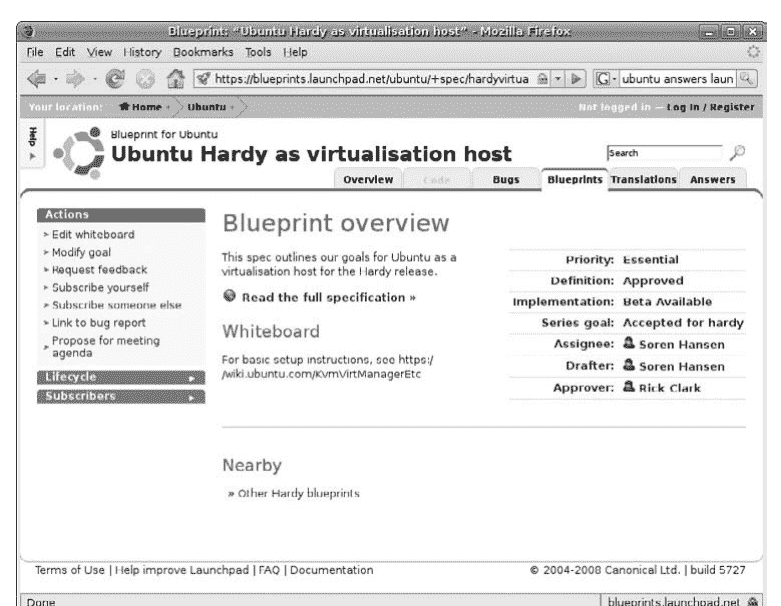 Blueprint: "Ubuntu Hardy as virtualisation host" - Mozilla Firefox
File Edit View History Bookmarks Tools Help
https://blueprints.launchpad.net/ubuntu/+spec/hardyvirtua
G ubuntu answers laun
Your location: Home Ubuntu
Not logged in — Log In / Register
Help
Blueprint for Ubuntu
Ubuntu Hardy as virtualisation host
Search
Overview Code Bugs Blueprints Translations Answers
Actions
Edit whiteboard
Modify goal
Request feedback
Subscribe yourself
Subscribe someone else
Link to bug report
Propose for meeting
agenda
Lifecycle
Subscribers
Blueprint overview
This spec outlines our goals for Ubuntu as a
virtualisation host for the Hardy release.
Read the full specification »
Whiteboard
For basic setup instructions, see https:/
/wiki.ubuntu.com/KvmVirtManagerEtc
Priority: Essential
Definition: Approved
Implementation: Beta Available
Series goal: Accepted for hardy
Assignee: Soren Hansen
Drafter: Soren Hansen
Approver: Rick Clark
Nearby
» Other Hardy blueprints
Terms of Use | Help improve Launchpad | FAQ | Documentation
© 2004-2008 Canonical Ltd. | build 5727
Done
blueprints.launchpad.net